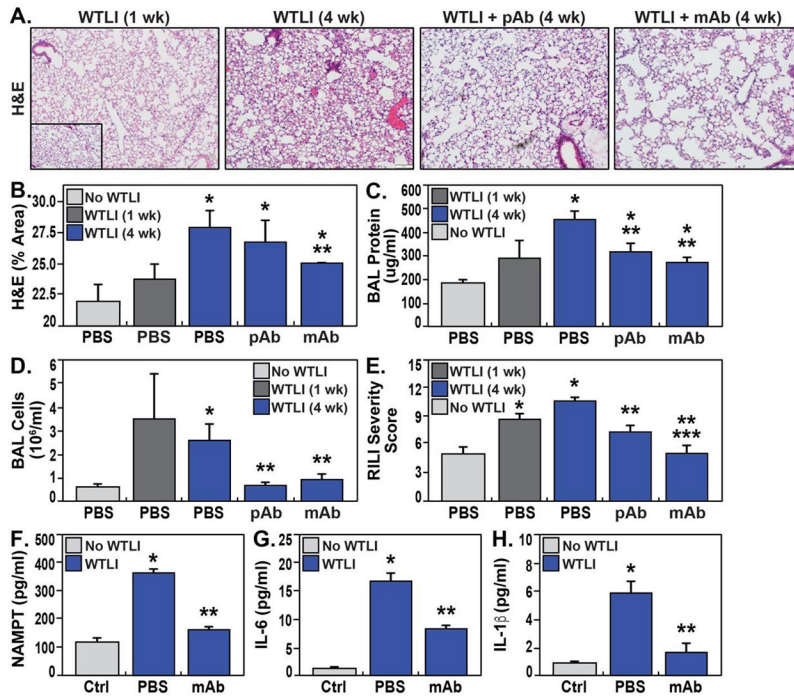 A. WTLI (1 wk) WTLI (4 wk) WTLI + pAb (4 wk) WTLI + mAb (4 wk)
H&E
B.
H&E (% Area)
30.0
27.5
25.0
22.5
20
No WTLI
WTLI (1 wk)
WTLI (4 wk)
*
*
*
**
PBS PBS PBS pAb mAb
C.
BAL Protein
(ug/ml)
600
500
400
300
200
100
0
WTLI (1 wk)
WTLI (4 wk)
No WTLI
*
*
**
*
**
PBS PBS PBS pAb mAb
D.
BAL Cells
(10⁶/ml)
6
5
4
3
2
1
0
No WTLI
WTLI (1 wk)
WTLI (4 wk)
*
**
**
PBS PBS PBS pAb mAb
E.
RILI Severity
Score
15
12
9
6
3
0
WTLI (1 wk)
WTLI (4 wk)
No WTLI
*
*
**
**
***
PBS PBS PBS pAb mAb
F.
NAMPT (pg/ml)
400
300
200
100
0
No WTLI
WTLI
*
**
Ctrl PBS mAb
G.
IL-6 (pg/ml)
25
20
15
10
5
0
No WTLI
WTLI
*
**
Ctrl PBS mAb
H.
IL-1β (pg/ml)
10
8
6
4
2
0
No WTLI
WTLI
*
**
Ctrl PBS mAb